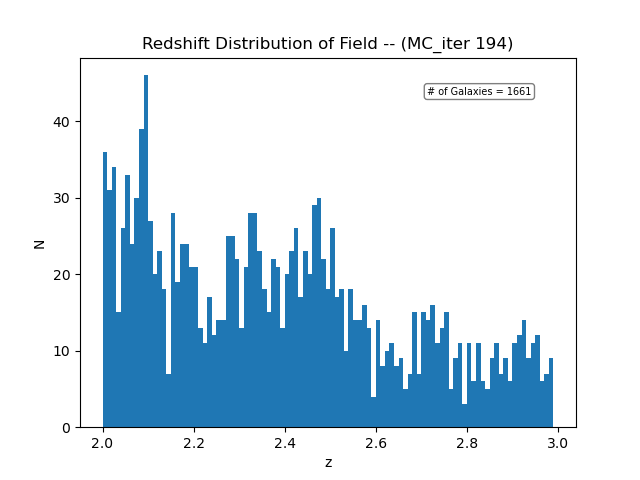 Redshift Distribution of Field -- (MC_iter 194)
# of Galaxies = 1661
40
30
20
10
0
N
2.0 2.2 2.4 2.6 2.8 3.0
z